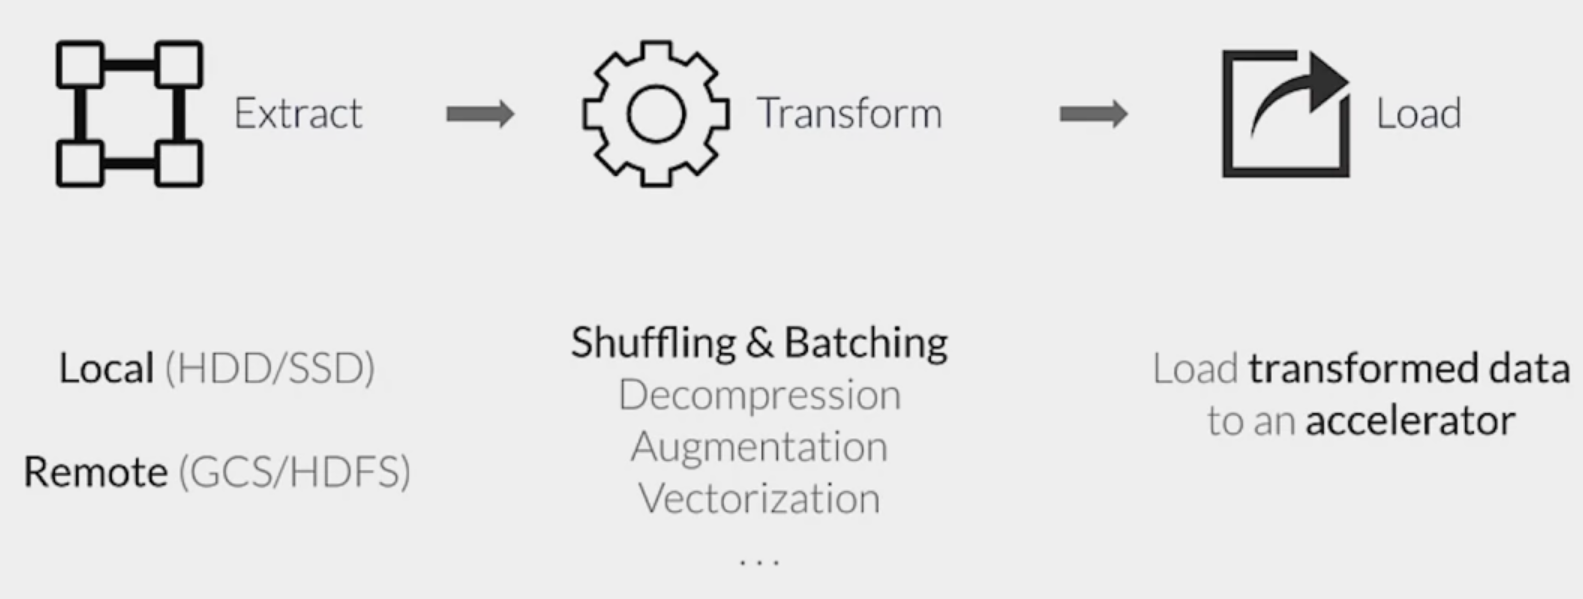 Extract
Transform
Load
Local (HDD/SSD)
Remote (GCS/HDFS)
Shuffling & Batching
Decompression
Augmentation
Vectorization
...
Load transformed data
to an accelerator